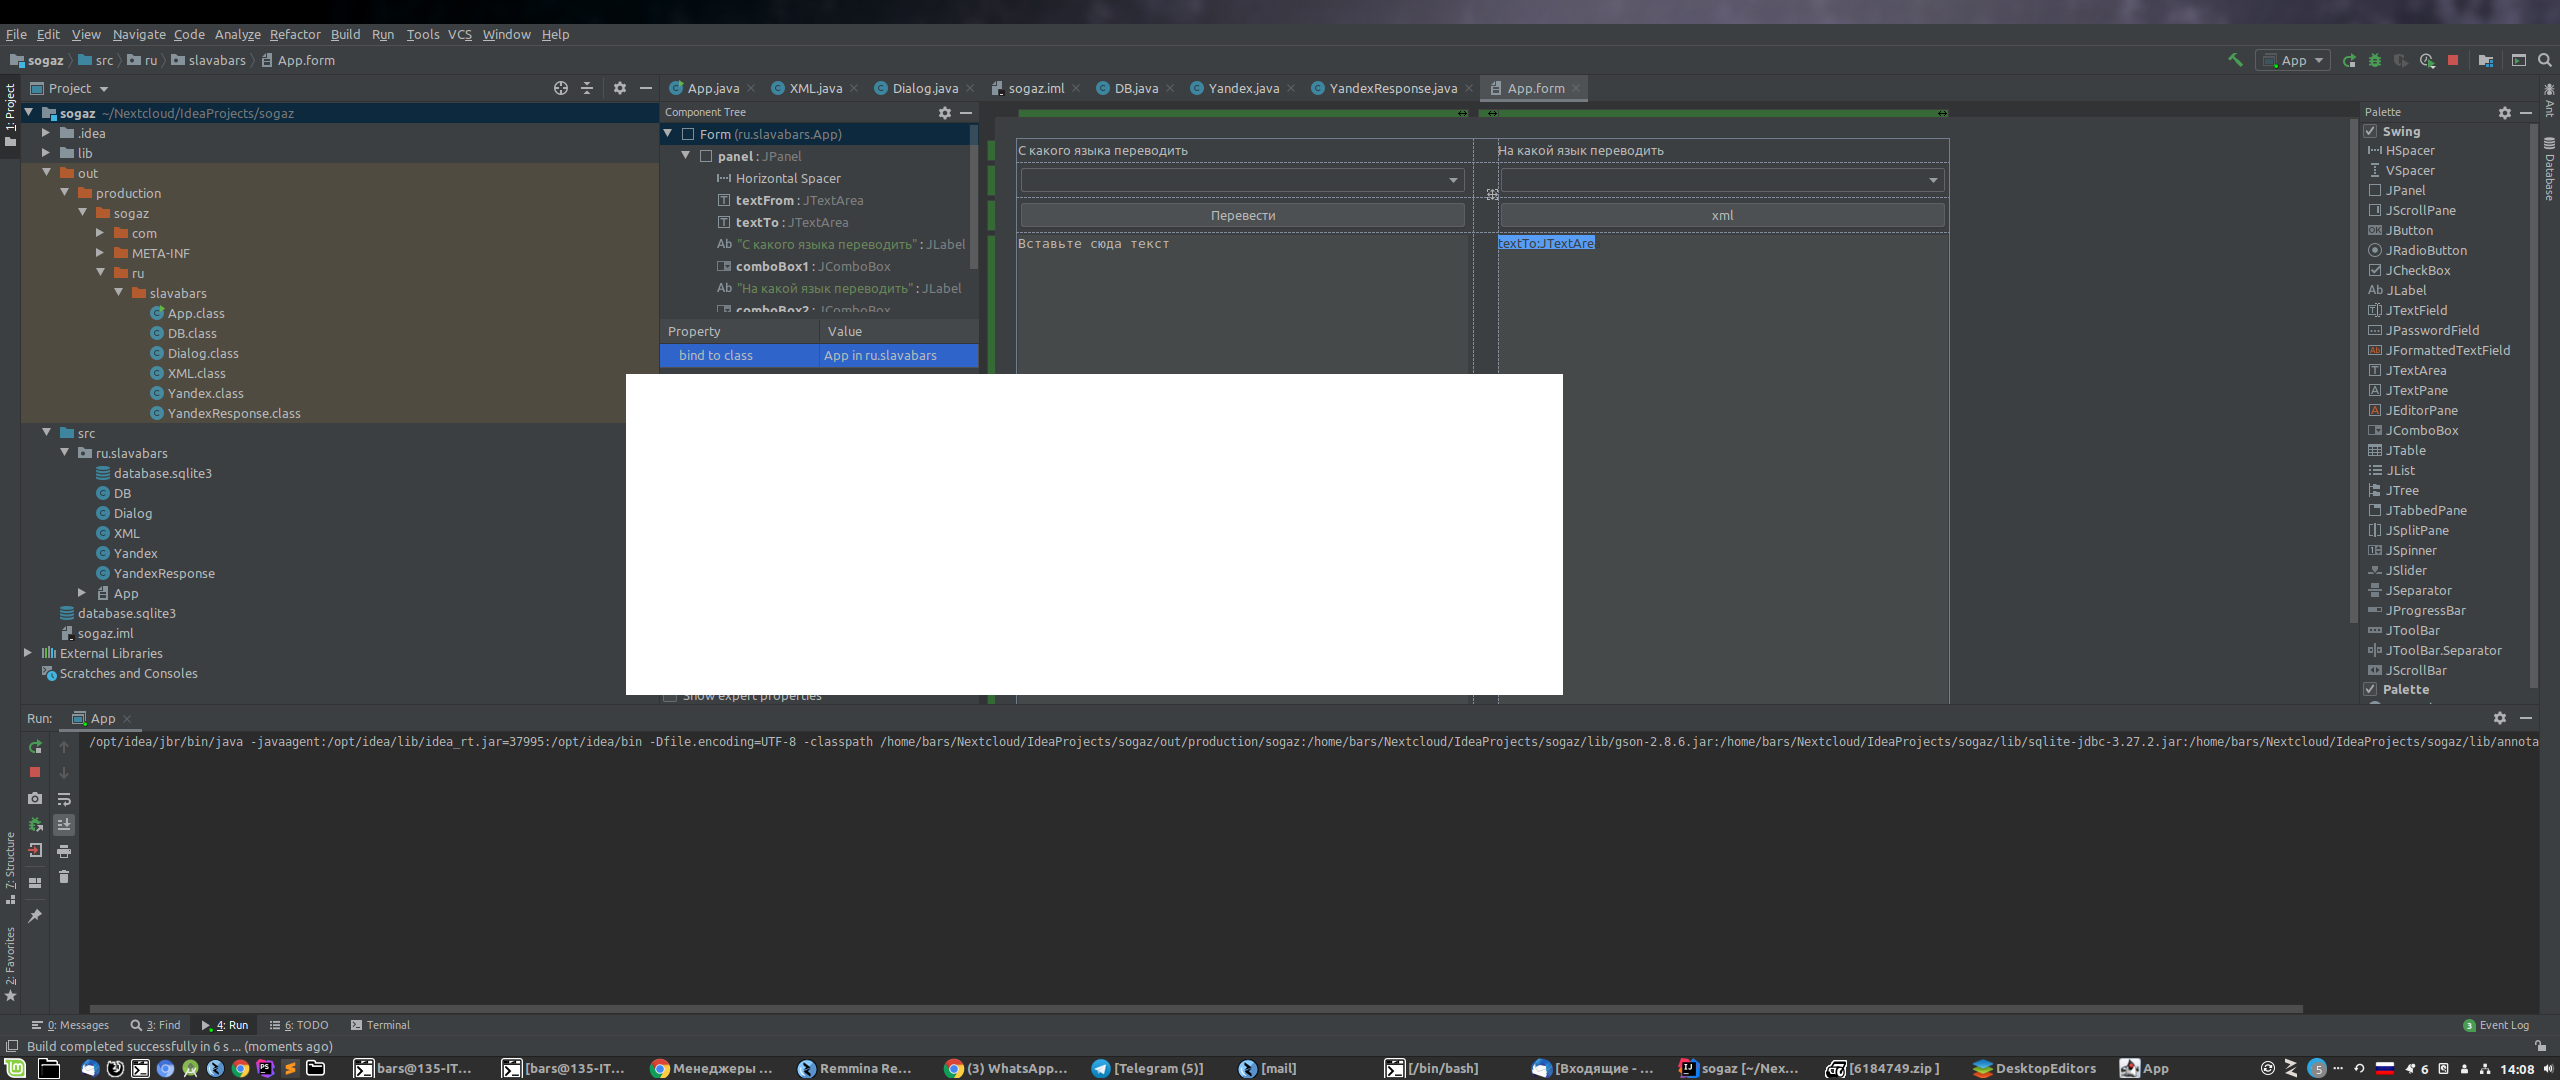 File Edit View Navigate Code Analyze Refactor Build Run Tools VCS Window Help
sogaz src ru slavabars App.form
App
1: Project
Project
sogaz ~/Nextcloud/IdeaProjects/sogaz
.idea
lib
out
production
sogaz
com
META-INF
ru
slavabars
App.class
DB.class
Dialog.class
XML.class
Yandex.class
YandexResponse.class
src
ru.slavabars
database.sqlite3
DB
Dialog
XML
Yandex
YandexResponse
App
database.sqlite3
sogaz.iml
External Libraries
Scratches and Consoles
App.java XML.java Dialog.java sogaz.iml DB.java Yandex.java YandexResponse.java App.form
Component Tree
Form (ru.slavabars.App)
panel : JPanel
Horizontal Spacer
textFrom : JTextArea
textTo : JTextArea
Ab "С какого языка переводить" : JLabel
comboBox1 : JComboBox
Ab "На какой язык переводить" : JLabel
comboBox2 : JComboBox
Property Value
bind to class App in ru.slavabars
Show expert properties
С какого языка переводить На какой язык переводить
Перевести xml
Вставьте сюда текст textTo:JTextAre
Palette
Swing
HSpacer
VSpacer
JPanel
JScrollPane
JButton
JRadioButton
JCheckBox
Ab JLabel
JTextField
JPasswordField
JFormattedTextField
JTextArea
JTextPane
JEditorPane
JComboBox
JTable
JList
JTree
JTabbedPane
JSplitPane
JSpinner
JSlider
JSeparator
JProgressBar
JToolBar
JToolBar.Separator
JScrollBar
Palette
Ant
Database
Run: App
/opt/idea/jbr/bin/java -javaagent:/opt/idea/lib/idea_rt.jar=37995:/opt/idea/bin -Dfile.encoding=UTF-8 -classpath /home/bars/Nextcloud/IdeaProjects/sogaz/out/production/sogaz:/home/bars/Nextcloud/IdeaProjects/sogaz/lib/gson-2.8.6.jar:/home/bars/Nextcloud/IdeaProjects/sogaz/lib/sqlite-jdbc-3.27.2.jar:/home/bars/Nextcloud/IdeaProjects/sogaz/lib/annota
7: Structure
2: Favorites
0: Messages 3: Find 4: Run 6: TODO Terminal
3 Event Log
Build completed successfully in 6 s ... (moments ago)
bars@135-IT... [bars@135-IT... Менеджеры ... Remmina Re... (3) WhatsApp... [Telegram (5)] [mail] [/bin/bash] [Входящие - ... sogaz [~/Nex... [6184749.zip ] DesktopEditors App 5 6 14:08